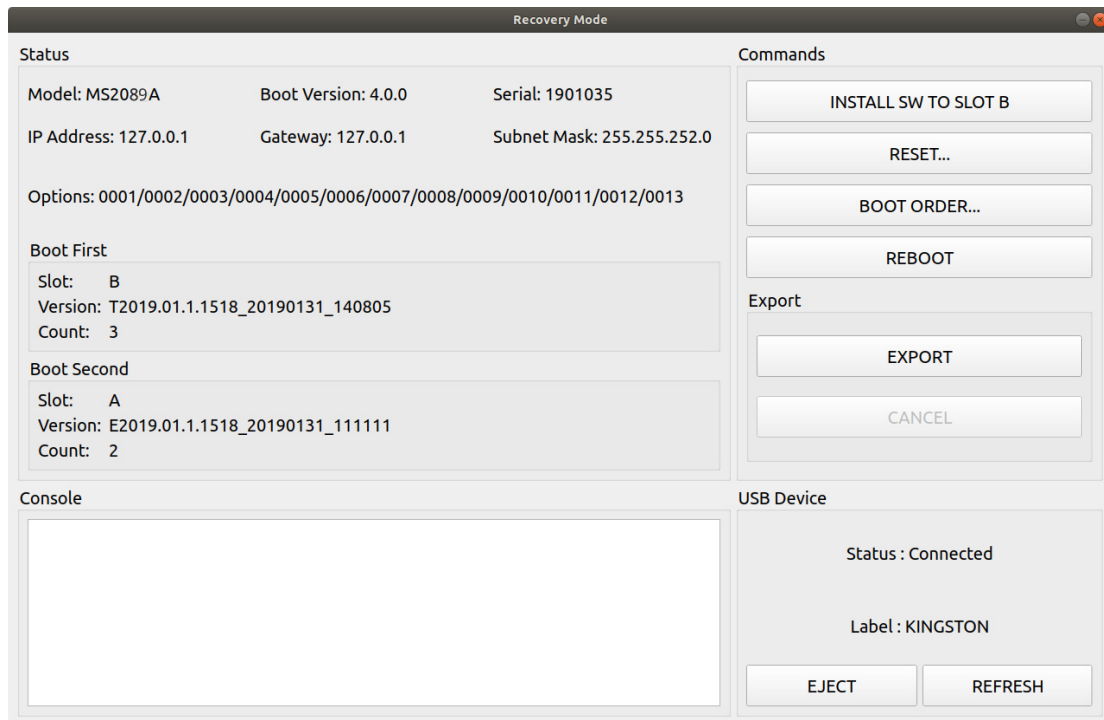 Recovery Mode
Status
Model: MS2089A Boot Version: 4.0.0 Serial: 1901035
IP Address: 127.0.0.1 Gateway: 127.0.0.1 Subnet Mask: 255.255.252.0
Options: 0001/0002/0003/0004/0005/0006/0007/0008/0009/0010/0011/0012/0013
Boot First
Slot: B
Version: T2019.01.1.1518_20190131_140805
Count: 3
Boot Second
Slot: A
Version: E2019.01.1.1518_20190131_111111
Count: 2
Console
Commands
INSTALL SW TO SLOT B
RESET...
BOOT ORDER...
REBOOT
Export
EXPORT
CANCEL
USB Device
Status : Connected
Label : KINGSTON
EJECT REFRESH